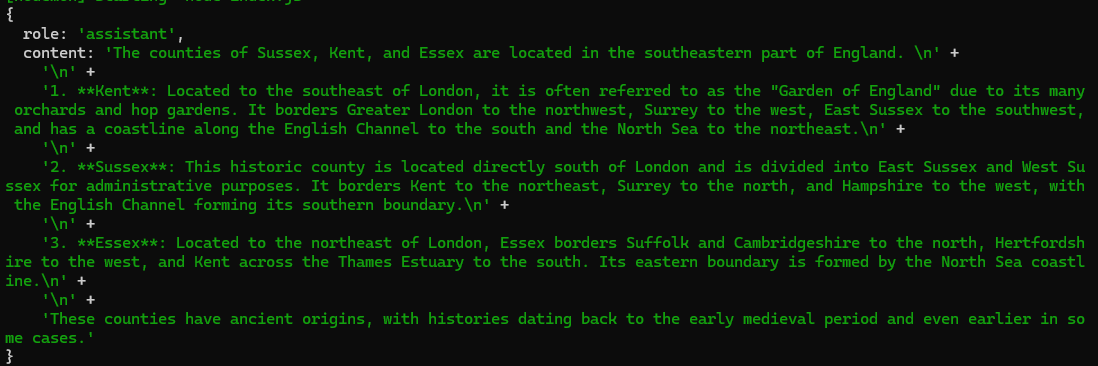 {
  role: 'assistant',
  content: 'The counties of Sussex, Kent, and Essex are located in the southeastern part of England. \n' +
    '\n' +
    '1. **Kent**: Located to the southeast of London, it is often referred to as the "Garden of England" due to its many
 orchards and hop gardens. It borders Greater London to the northwest, Surrey to the west, East Sussex to the southwest,
 and has a coastline along the English Channel to the south and the North Sea to the northeast.\n' +
    '\n' +
    '2. **Sussex**: This historic county is located directly south of London and is divided into East Sussex and West Su
ssex for administrative purposes. It borders Kent to the northeast, Surrey to the north, and Hampshire to the west, with
 the English Channel forming its southern boundary.\n' +
    '\n' +
    '3. **Essex**: Located to the northeast of London, Essex borders Suffolk and Cambridgeshire to the north, Hertfordsh
ire to the west, and Kent across the Thames Estuary to the south. Its eastern boundary is formed by the North Sea coastl
ine.\n' +
    '\n' +
    'These counties have ancient origins, with histories dating back to the early medieval period and even earlier in so
me cases.'
}